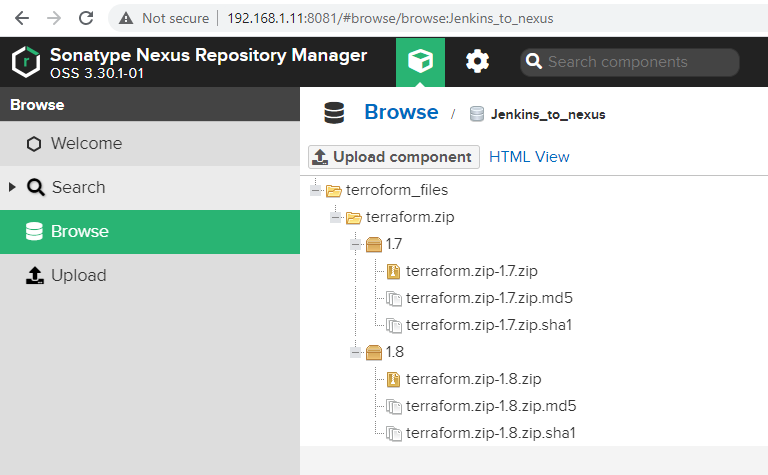 Not secure | 192.168.1.11:8081/#browse/browse:Jenkins_to_nexus
Sonatype Nexus Repository Manager
OSS 3.30.1-01
Search components
Browse
Welcome
Search
Browse
Upload
Browse / Jenkins_to_nexus
Upload component HTML View
terroform_files
terraform.zip
1.7
terraform.zip-1.7.zip
terraform.zip-1.7.zip.md5
terraform.zip-1.7.zip.sha1
1.8
terraform.zip-1.8.zip
terraform.zip-1.8.zip.md5
terraform.zip-1.8.zip.sha1